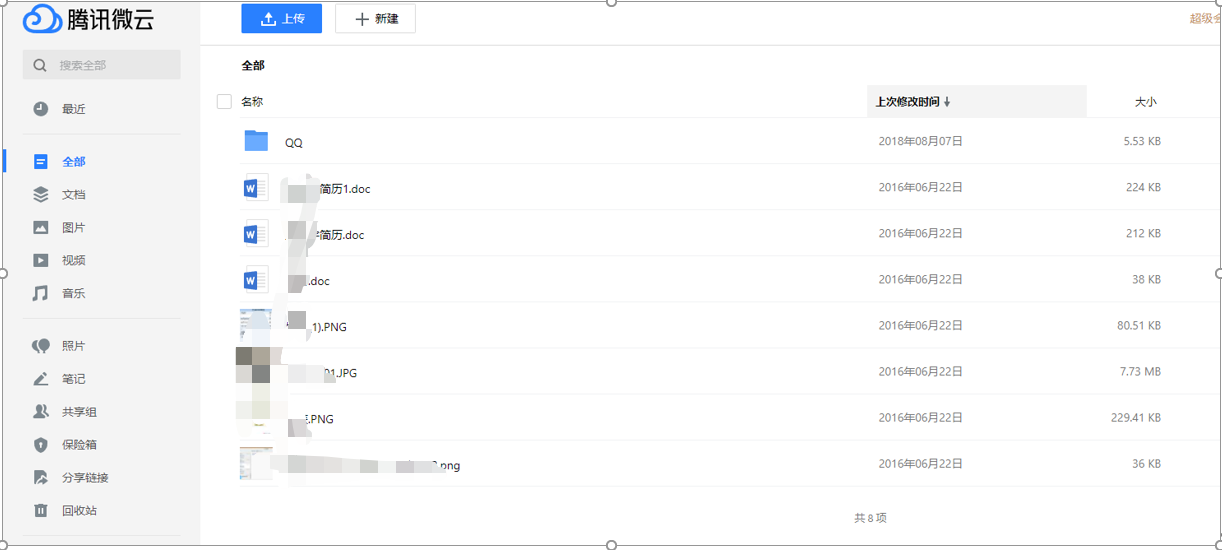 腾讯微云
上传
新建
超级会
搜索全部
全部
最近
名称
上次修改时间
大小
QQ
2018年08月07日
5.53 KB
全部
简历1.doc
2016年06月22日
224 KB
文档
图片
简历.doc
2016年06月22日
212 KB
视频
.doc
2016年06月22日
38 KB
音乐
1).PNG
2016年06月22日
80.51 KB
照片
01.JPG
2016年06月22日
7.73 MB
笔记
共享组
.PNG
2016年06月22日
229.41 KB
保险箱
.png
2016年06月22日
36 KB
分享链接
回收站
共 8 项